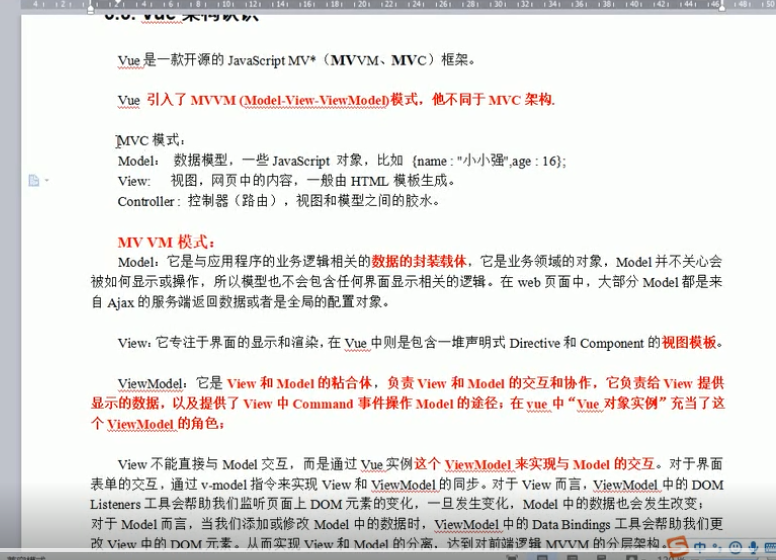 Vue 架构认识
Vue 是一款开源的 JavaScript MV*（MVVM、MVC）框架。
Vue 引入了 MVVM (Model-View-ViewModel)模式，他不同于 MVC 架构.
MVC 模式：
Model： 数据模型，一些 JavaScript 对象，比如 {name : "小小强",age : 16};
View: 视图，网页中的内容，一般由 HTML 模板生成。
Controller : 控制器（路由），视图和模型之间的胶水。
MV VM 模式：
Model：它是与应用程序的业务逻辑相关的数据的封装载体，它是业务领域的对象，Model 并不关心会
被如何显示或操作，所以模型也不会包含任何界面显示相关的逻辑。在 web 页面中，大部分 Model 都是来
自 Ajax 的服务端返回数据或者是全局的配置对象。
View：它专注于界面的显示和渲染，在 Vue 中则是包含一堆声明式 Directive 和 Component 的视图模板。
ViewModel：它是 View 和 Model 的粘合体，负责 View 和 Model 的交互和协作，它负责给 View 提供
显示的数据，以及提供了 View 中 Command 事件操作 Model 的途径；在 vue 中“Vue 对象实例”充当了这
个 ViewModel 的角色；
View 不能直接与 Model 交互，而是通过 Vue 实例这个 ViewModel 来实现与 Model 的交互。对于界面
表单的交互，通过 v-model 指令来实现 View 和 ViewModel 的同步。对于 View 而言，ViewModel 中的 DOM
Listeners 工具会帮助我们监听页面上 DOM 元素的变化，一旦发生变化，Model 中的数据也会发生改变；
对于 Model 而言，当我们添加或修改 Model 中的数据时，ViewModel 中的 Data Bindings 工具会帮助我们更
改 View 中的 DOM 元素。从而实现 View 和 Model 的分离，达到对前端逻辑 MVVM 的分层架构。
中